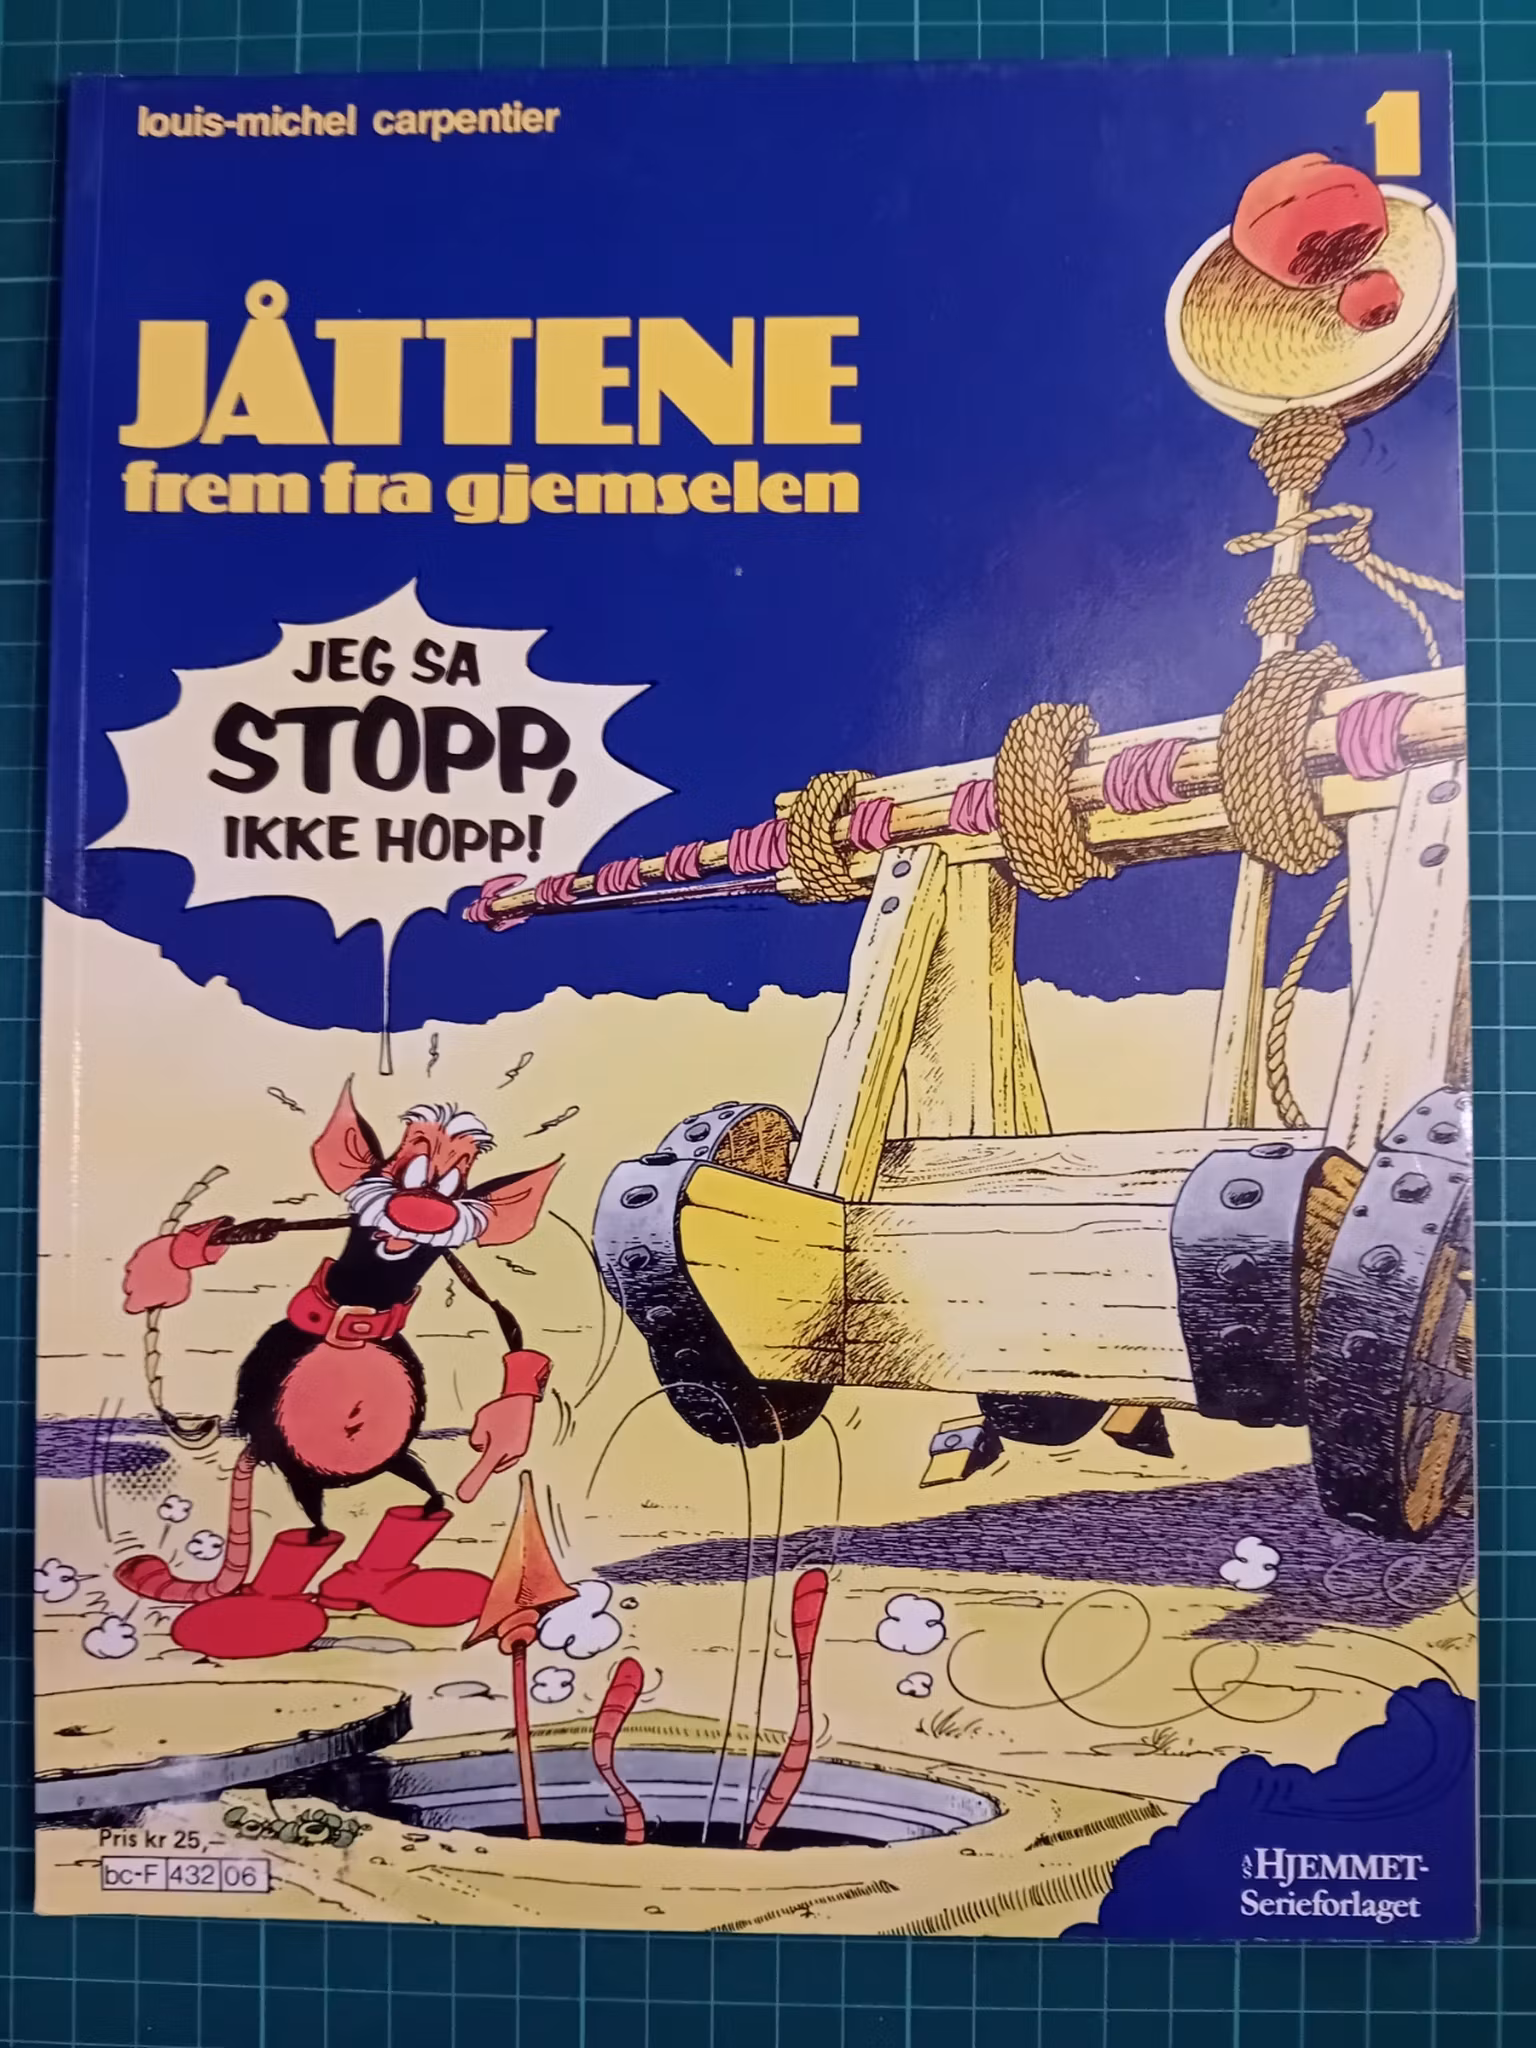 louis-michel carpentier
1
JÅTTENE
frem fra gjemselen
JEG SA
STOPP,
IKKE HOPP!
Pris kr 25,-
bc-F 432 06
A/S HJEMMET-
Serieforlaget